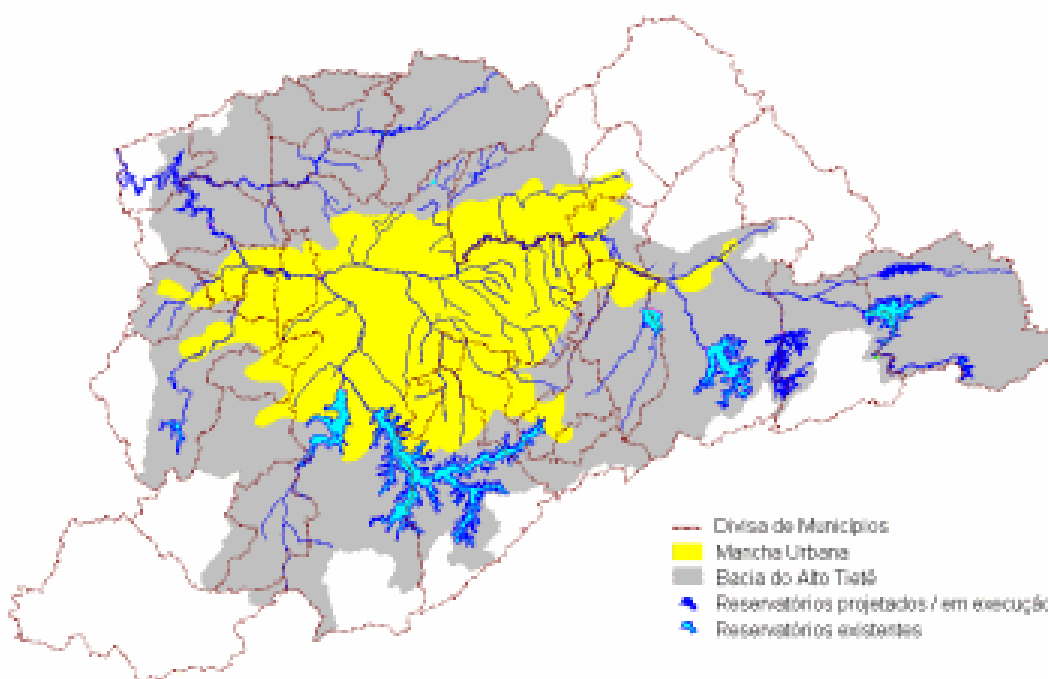 Divisa de Municípios
Mancha Urbana
Bacia do Alto Tietê
Reservatórios projetados / em execução
Reservatórios existentes